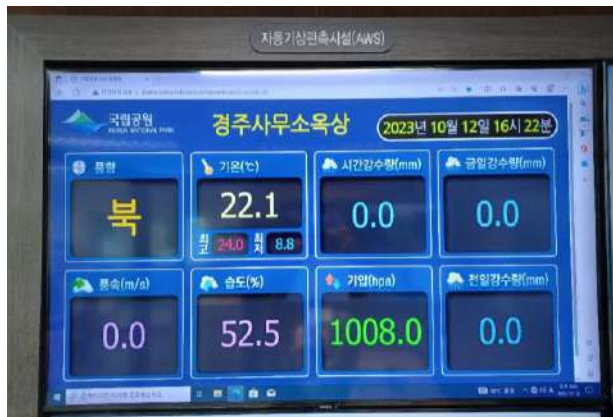 자동기상관측시설(AWS)
국립공원
KOREA NATIONAL PARK
경주사무소옥상
2023년 10월 12일 16시 22분
풍향
북
기온(℃)
22.1
최고 24.0 최저 8.8
시간강수량(mm)
0.0
금일강수량(mm)
0.0
풍속(m/s)
0.0
습도(%)
52.5
기압(hpa)
1008.0
전일강수량(mm)
0.0